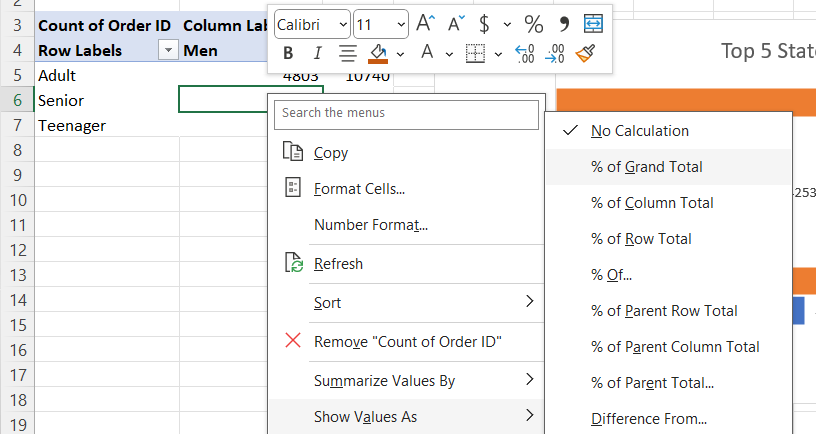 2
3 Count of Order ID Column Lab
4 Row Labels Men
5 Adult 4803 10740
6 Senior
7 Teenager
8
9
10
11
12
13
14
15
16
17
18
19
Calibri 11 A^ Aˇ $ % ,
B I A ←.00 .00→.0
Search the menus
Copy
Format Cells...
Number Format...
Refresh
Sort
Remove "Count of Order ID"
Summarize Values By
Show Values As
No Calculation
% of Grand Total
% of Column Total
% of Row Total
% Of...
% of Parent Row Total
% of Parent Column Total
% of Parent Total...
Difference From...
Top 5 State
253